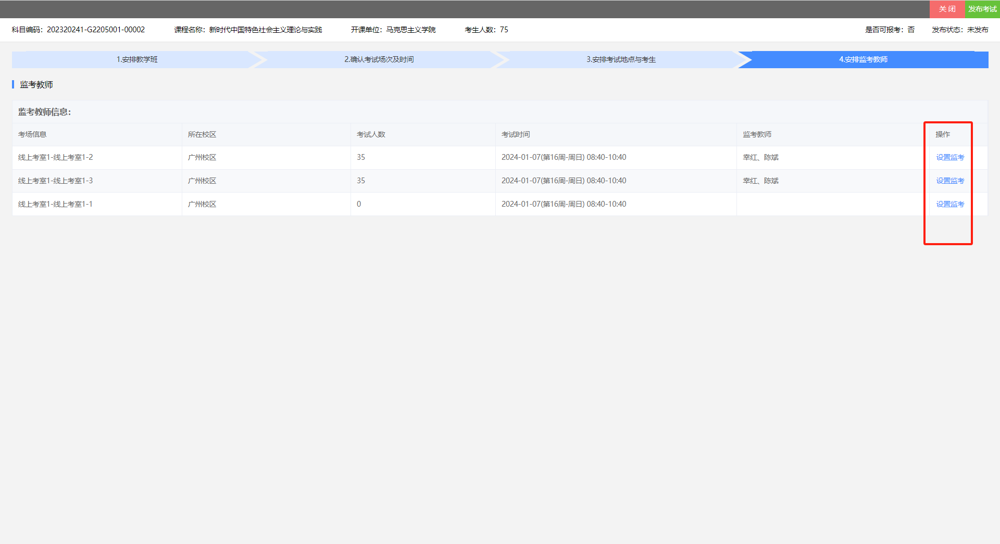 关 闭 发布考试
科目编码：202320241-G2205001-00002 课程名称：新时代中国特色社会主义理论与实践 开课单位：马克思主义学院 考生人数：75 是否可报考：否 发布状态：未发布
1.安排教学班 2.确认考试场次及时间 3.安排考试地点与考生 4.安排监考教师
监考教师
监考教师信息：
考场信息 所在校区 考试人数 考试时间 监考教师 操作
线上考室1-线上考室1-2 广州校区 35 2024-01-07(第16周-周日) 08:40-10:40 幸红、陈斌 设置监考
线上考室1-线上考室1-3 广州校区 35 2024-01-07(第16周-周日) 08:40-10:40 幸红、陈斌 设置监考
线上考室1-线上考室1-1 广州校区 0 2024-01-07(第16周-周日) 08:40-10:40 设置监考